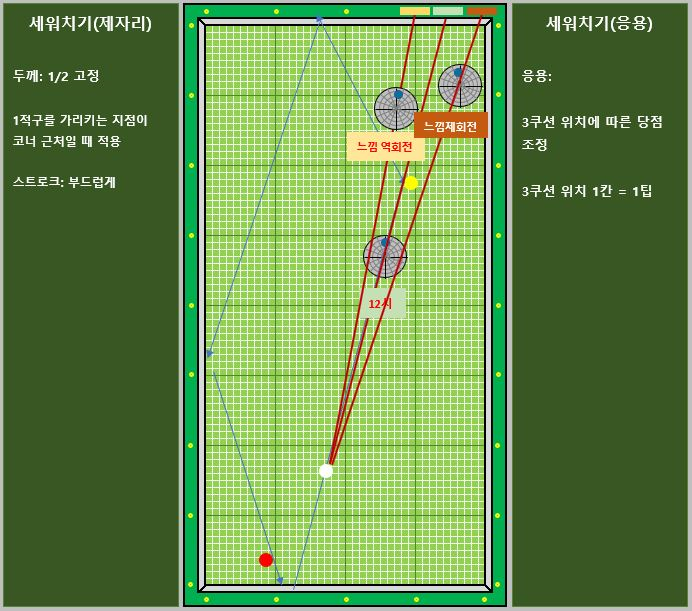 세워치기(제자리)
두께: 1/2 고정
1적구를 가리키는 지점이
코너 근처일 때 적용
스트로크: 부드럽게
느낌 역회전
느낌제회전
12시
세워치기(응용)
응용:
3쿠션 위치에 따른 당점
조정
3쿠션 위치 1칸 = 1팁